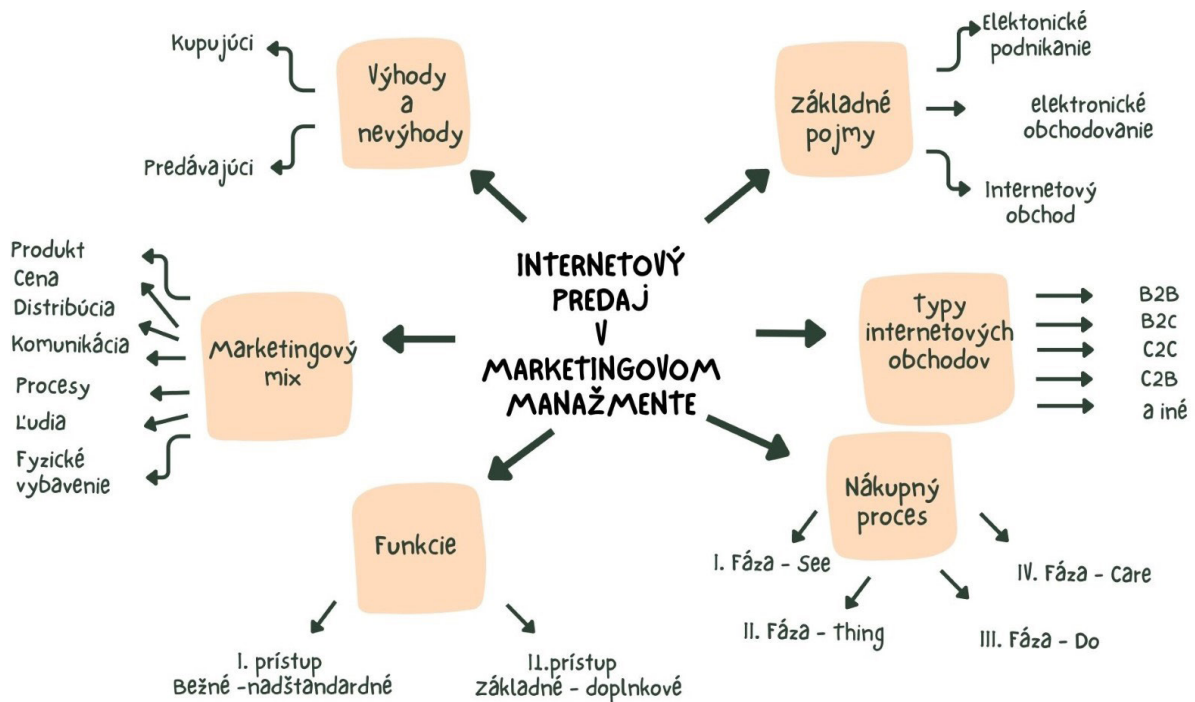 INTERNETOVÝ
PREDAJ
V
MARKETINGOVOM
MANAŽMENTE
Výhody
a
nevýhody
Kupujúci
Predávajúci
základné
pojmy
Elektonické
podnikanie
elektronické
obchodovanie
Internetový
obchod
Typy
internetových
obchodov
B2B
B2C
C2C
C2B
a iné
Nákupný
proces
I. Fáza - See
II. Fáza - Thing
III. Fáza - Do
IV. Fáza - Care
Funkcie
I. prístup
Bežné -nadštandardné
II.prístup
základné - doplnkové
Marketingový
mix
Produkt
Cena
Distribúcia
Komunikácia
Procesy
Ľudia
Fyzické
vybavenie